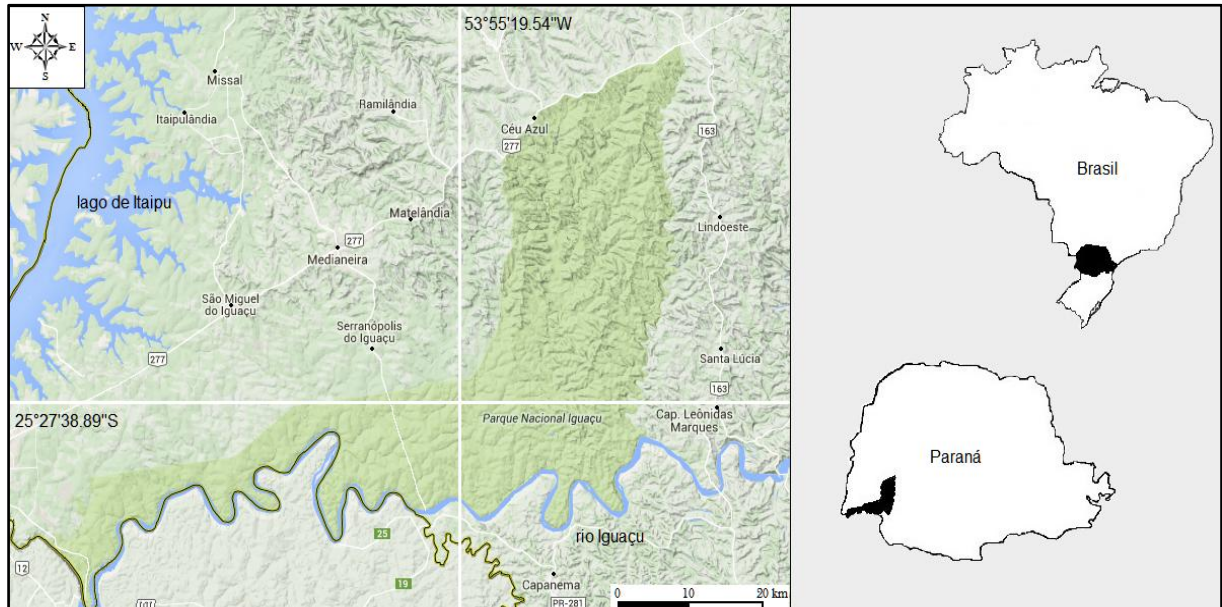 N
W E
S
53°55'19.54"W
Missal
Itaipulândia
Ramilândia
Céu Azul
277
163
lago de Itaipu
Matelândia
Lindoeste
277
Medianeira
São Miguel
do Iguaçu
Serranópolis
do Iguaçu
277
Santa Lúcia
163
25°27'38.89"S
Parque Nacional Iguaçu
Cap. Leônidas
Marques
25
rio Iguaçu
12
19
Capanema
101
PR-281
0 10 20 km
Brasil
Paraná